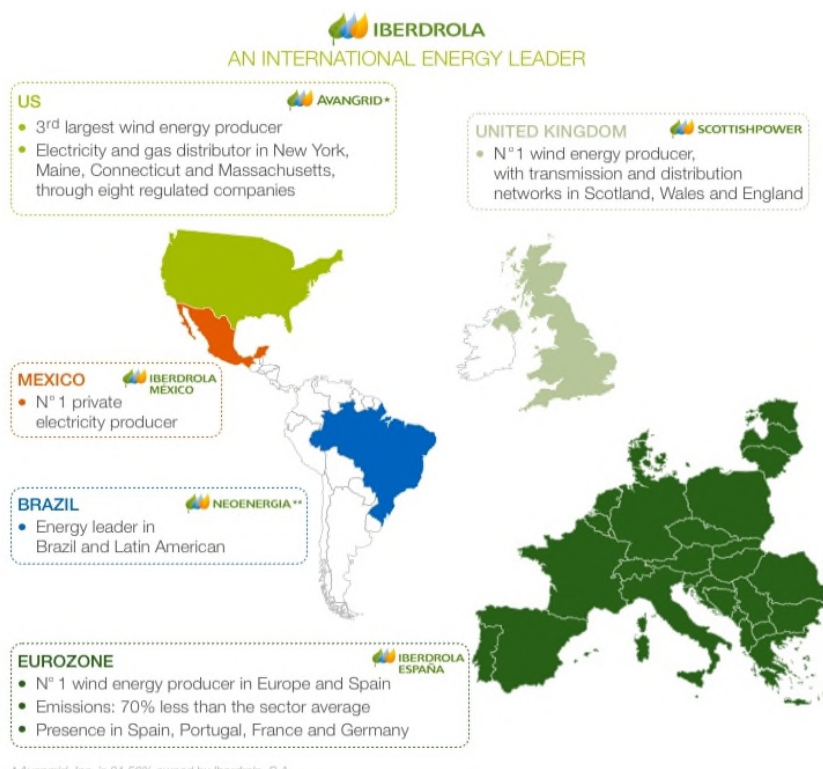 IBERDROLA
AN INTERNATIONAL ENERGY LEADER
US
AVANGRID*
• 3rd largest wind energy producer
• Electricity and gas distributor in New York,
Maine, Connecticut and Massachusetts,
through eight regulated companies
UNITED KINGDOM
SCOTTISHPOWER
• N° 1 wind energy producer,
with transmission and distribution
networks in Scotland, Wales and England
MEXICO
IBERDROLA
MÉXICO
• N° 1 private
electricity producer
BRAZIL
NEOENERGIA**
• Energy leader in
Brazil and Latin American
EUROZONE
IBERDROLA
ESPAÑA
• N° 1 wind energy producer in Europe and Spain
• Emissions: 70% less than the sector average
• Presence in Spain, Portugal, France and Germany